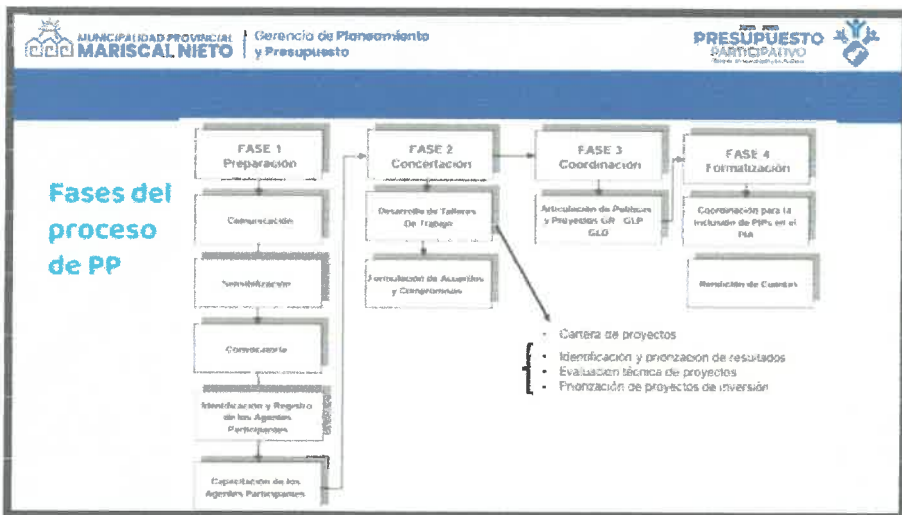 MUNICIPALIDAD PROVINCIAL
MARISCAL NIETO
Gerencia de Planeamiento
y Presupuesto
PRESUPUESTO
PARTICIPATIVO
Fases del
proceso
de PP
FASE 1
Preparación
Comunicación
Sensibilización
Convocatoria
Identificación y Registro
de los Agentes
Participantes
Capacitación de los
Agentes Participantes
FASE 2
Concertación
Desarrollo de Talleres
De Trabajo
Formulación de Acuerdos
y Compromisos
• Cartera de proyectos
• Identificación y priorización de resultados
• Evaluación técnica de proyectos
• Priorización de proyectos de inversión
FASE 3
Coordinación
Articulación de Políticas
y Proyectos GR GLP
GLD
FASE 4
Formalización
Coordinación para la
Inclusión de PIPs en el
PIA
Rendición de Cuentas